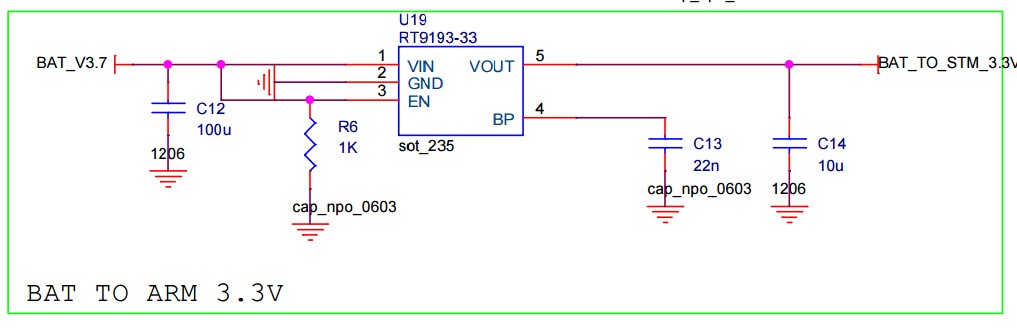 U19
RT9193-33
BAT_V3.7
1
VIN
VOUT
5
BAT_TO_STM_3.3V
2
GND
3
EN
BP
4
C12
100u
1206
R6
1K
sot_235
C13
22n
C14
10u
cap_npo_0603
cap_npo_0603
1206
BAT TO ARM 3.3V